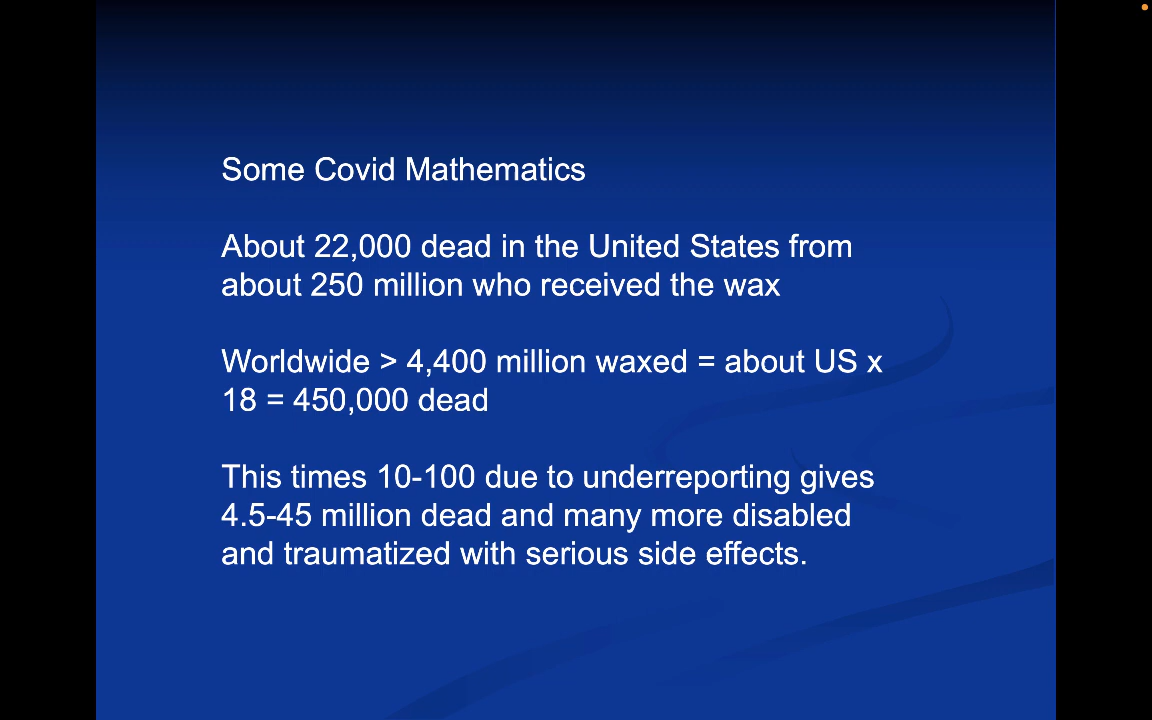 Some Covid Mathematics
About 22,000 dead in the United States from
about 250 million who received the wax
Worldwide > 4,400 million waxed = about US x
18 = 450,000 dead
This times 10-100 due to underreporting gives
4.5-45 million dead and many more disabled
and traumatized with serious side effects.